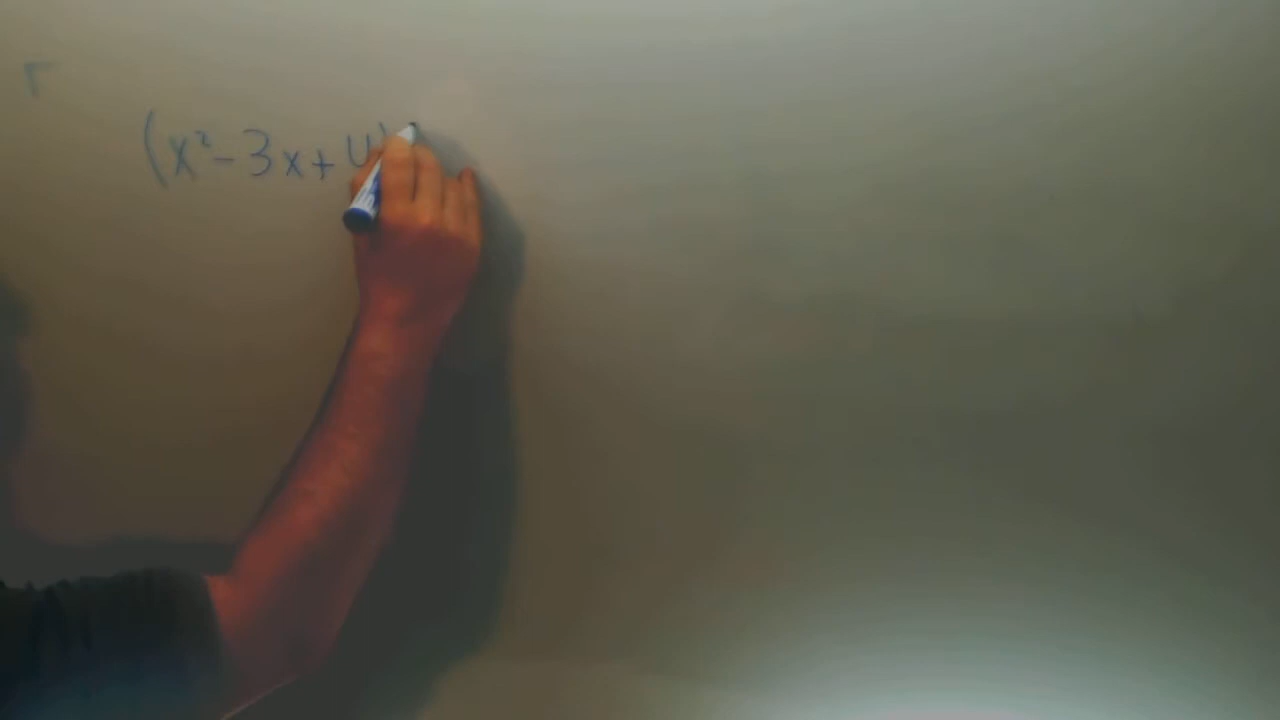 (x² - 3x + 4)